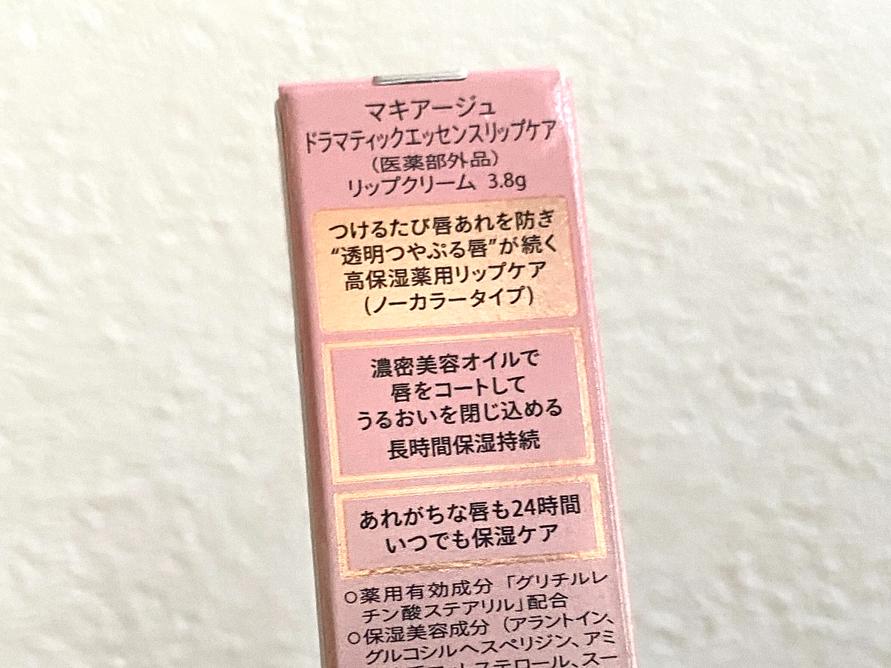 マキアージュ
ドラマティックエッセンスリップケア
（医薬部外品）
リップクリーム 3.8g
つけるたび唇あれを防ぎ
“透明つやぷる唇”が続く
高保湿薬用リップケア
(ノーカラータイプ)
濃密美容オイルで
唇をコートして
うるおいを閉じ込める
長時間保湿持続
あれがちな唇も24時間
いつでも保湿ケア
○薬用有効成分「グリチルレ
チン酸ステアリル」配合
○保湿美容成分（アラントイン、
グルコシルヘスペリジン、アミ
ステロール、スー